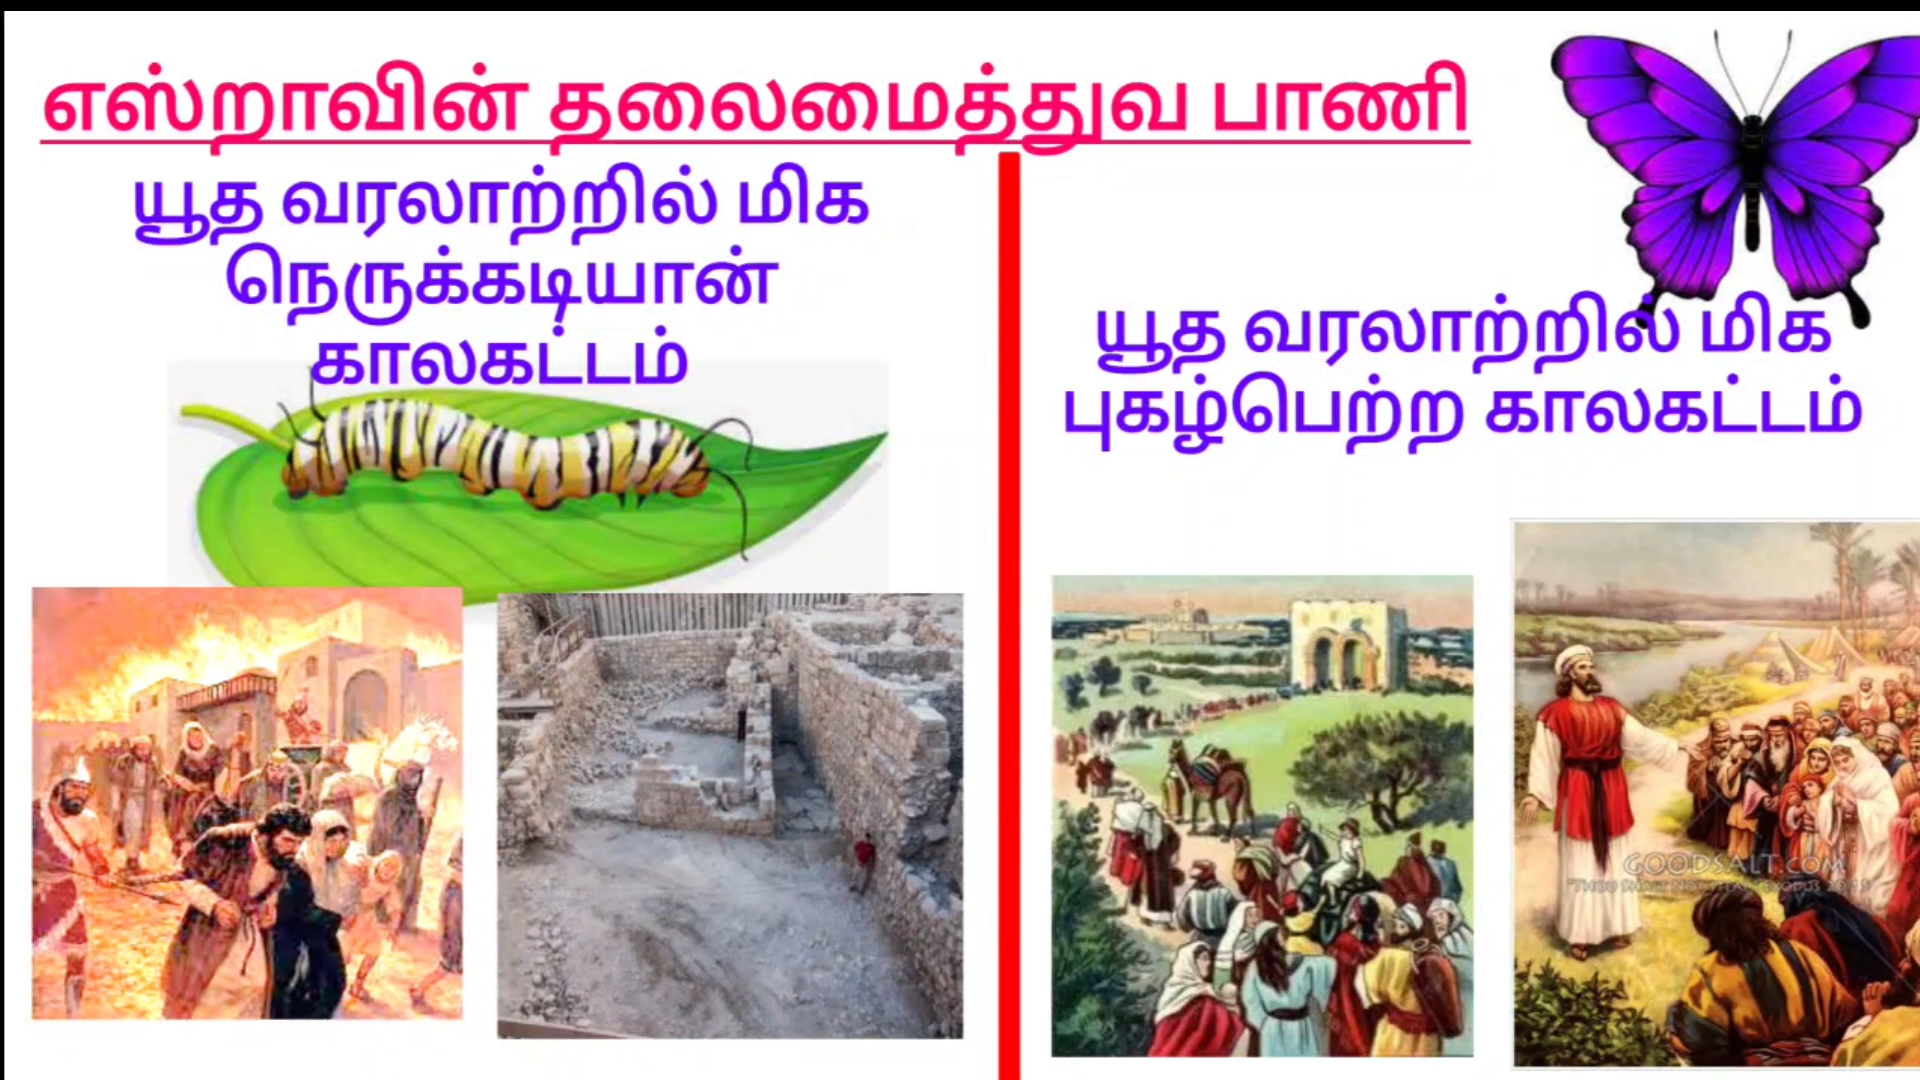 எஸ்றாவின் தலைமைத்துவ பாணி
யூத வரலாற்றில் மிக
நெருக்கடியான்
காலகட்டம்
யூத வரலாற்றில் மிக
புகழ்பெற்ற காலகட்டம்
GOODSALT.COM